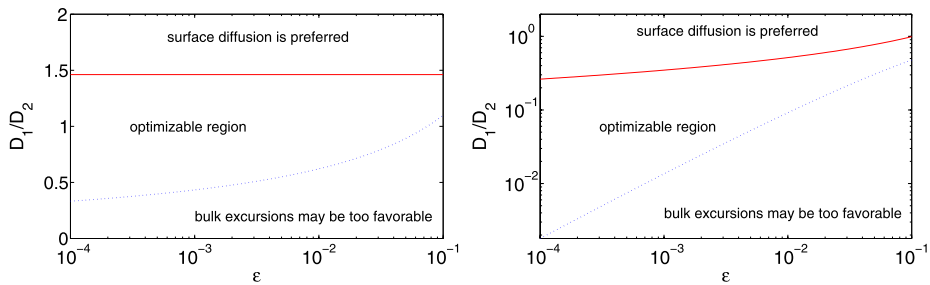 2
surface diffusion is preferred
1.5
D₁/D₂
1
optimizable region
0.5
bulk excursions may be too favorable
0
10⁻⁴
10⁻³
10⁻²
10⁻¹
ε
10⁰
surface diffusion is preferred
10⁻¹
D₁/D₂
optimizable region
10⁻²
bulk excursions may be too favorable
10⁻⁴
10⁻³
10⁻²
10⁻¹
ε